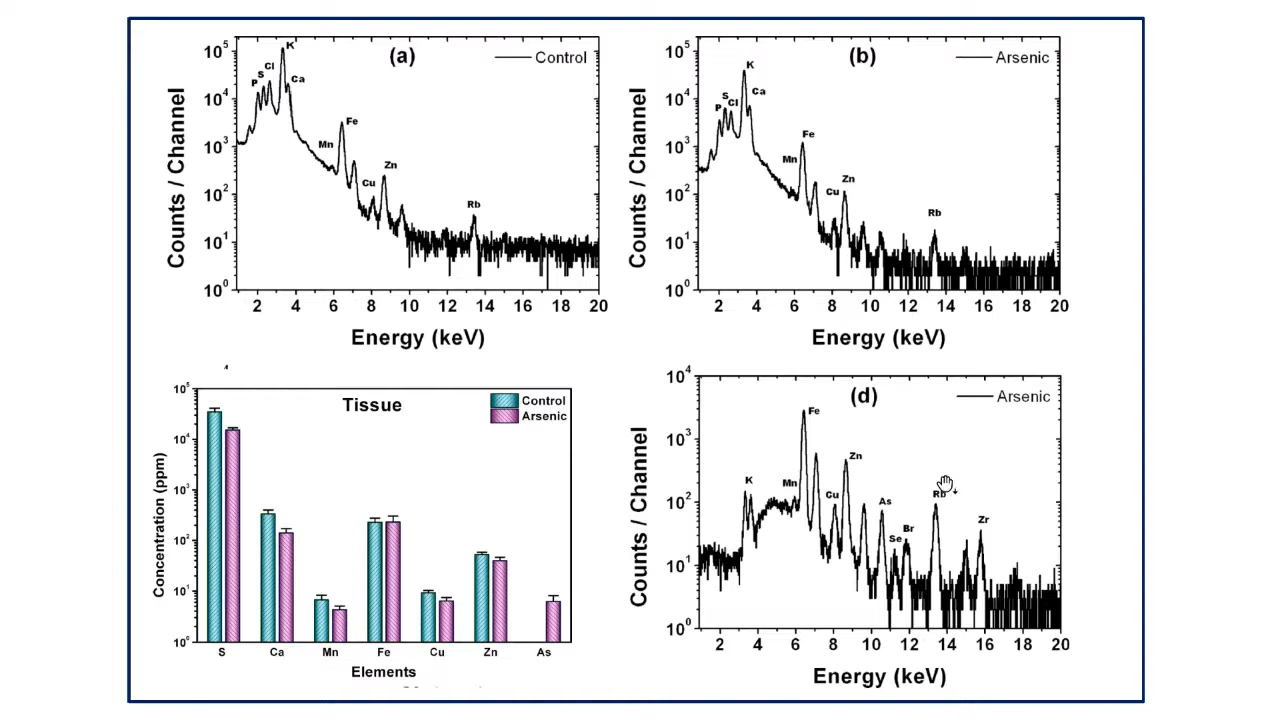 (a)
Control
Counts / Channel
10⁵
10⁴
10³
10²
10¹
10⁰
P
S
Cl
K
Ca
Mn
Fe
Cu
Zn
Rb
2 4 6 8 10 12 14 16 18 20
Energy (keV)
(b)
Arsenic
Counts / Channel
10⁵
10⁴
10³
10²
10¹
10⁰
P
S
Cl
K
Ca
Mn
Fe
Cu
Zn
Rb
2 4 6 8 10 12 14 16 18 20
Energy (keV)
Tissue
Control
Arsenic
Concentration (ppm)
10⁵
10⁴
10³
10²
10¹
10⁰
S Ca Mn Fe Cu Zn As
Elements
(d)
Arsenic
Counts / Channel
10⁴
10³
10²
10¹
10⁰
K
Mn
Fe
Cu
Zn
As
Se
Br
Rb
Zr
2 4 6 8 10 12 14 16 18 20
Energy (keV)